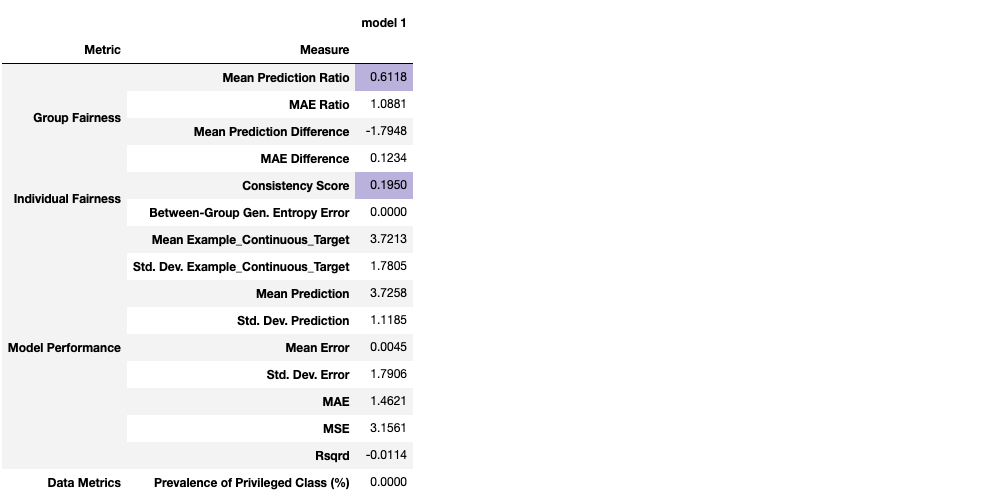 model 1
Metric Measure
Group Fairness
Mean Prediction Ratio 0.6118
MAE Ratio 1.0881
Mean Prediction Difference -1.7948
MAE Difference 0.1234
Individual Fairness
Consistency Score 0.1950
Between-Group Gen. Entropy Error 0.0000
Model Performance
Mean Example_Continuous_Target 3.7213
Std. Dev. Example_Continuous_Target 1.7805
Mean Prediction 3.7258
Std. Dev. Prediction 1.1185
Mean Error 0.0045
Std. Dev. Error 1.7906
MAE 1.4621
MSE 3.1561
Rsqrd -0.0114
Data Metrics Prevalence of Privileged Class (%) 0.0000